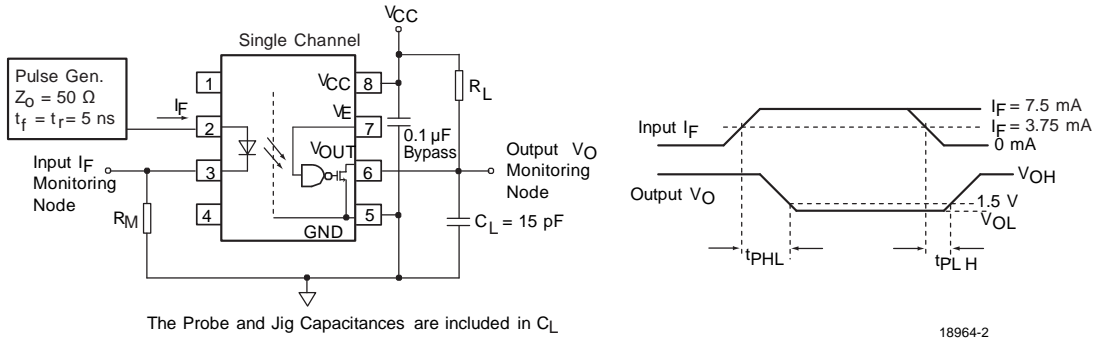 VCC
Single Channel
Pulse Gen.
ZO = 50 Ω
tf = tr= 5 ns
IF
1
2
3
4
VCC
8
VE
7
VOUT
6
5
GND
RL
0.1 µF
Bypass
Input IF
Monitoring
Node
RM
Output VO
Monitoring
Node
CL = 15 pF
The Probe and Jig Capacitances are included in CL
Input IF
IF = 7.5 mA
IF = 3.75 mA
0 mA
Output VO
VOH
1.5 V
VOL
tPHL
tPL H
18964-2